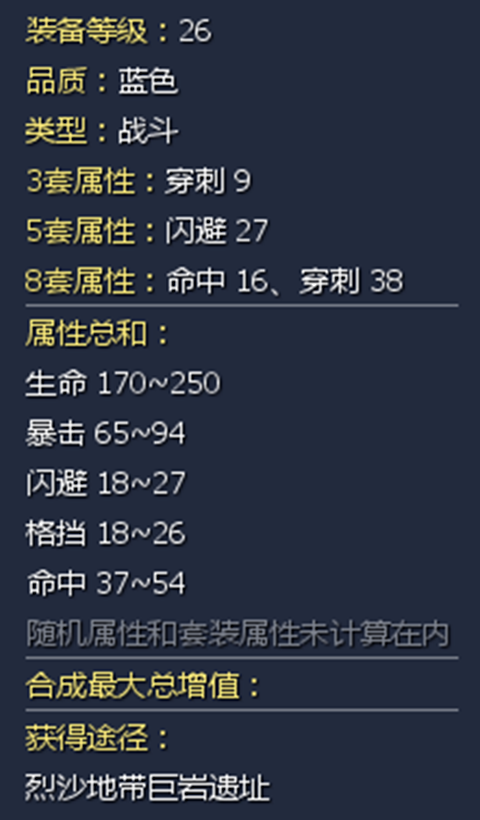 装备等级：26
品质：蓝色
类型：战斗
3套属性：穿刺 9
5套属性：闪避 27
8套属性：命中 16、穿刺 38
属性总和：
生命 170~250
暴击 65~94
闪避 18~27
格挡 18~26
命中 37~54
随机属性和套装属性未计算在内
合成最大总增值：
获得途径：
烈沙地带巨岩遗址